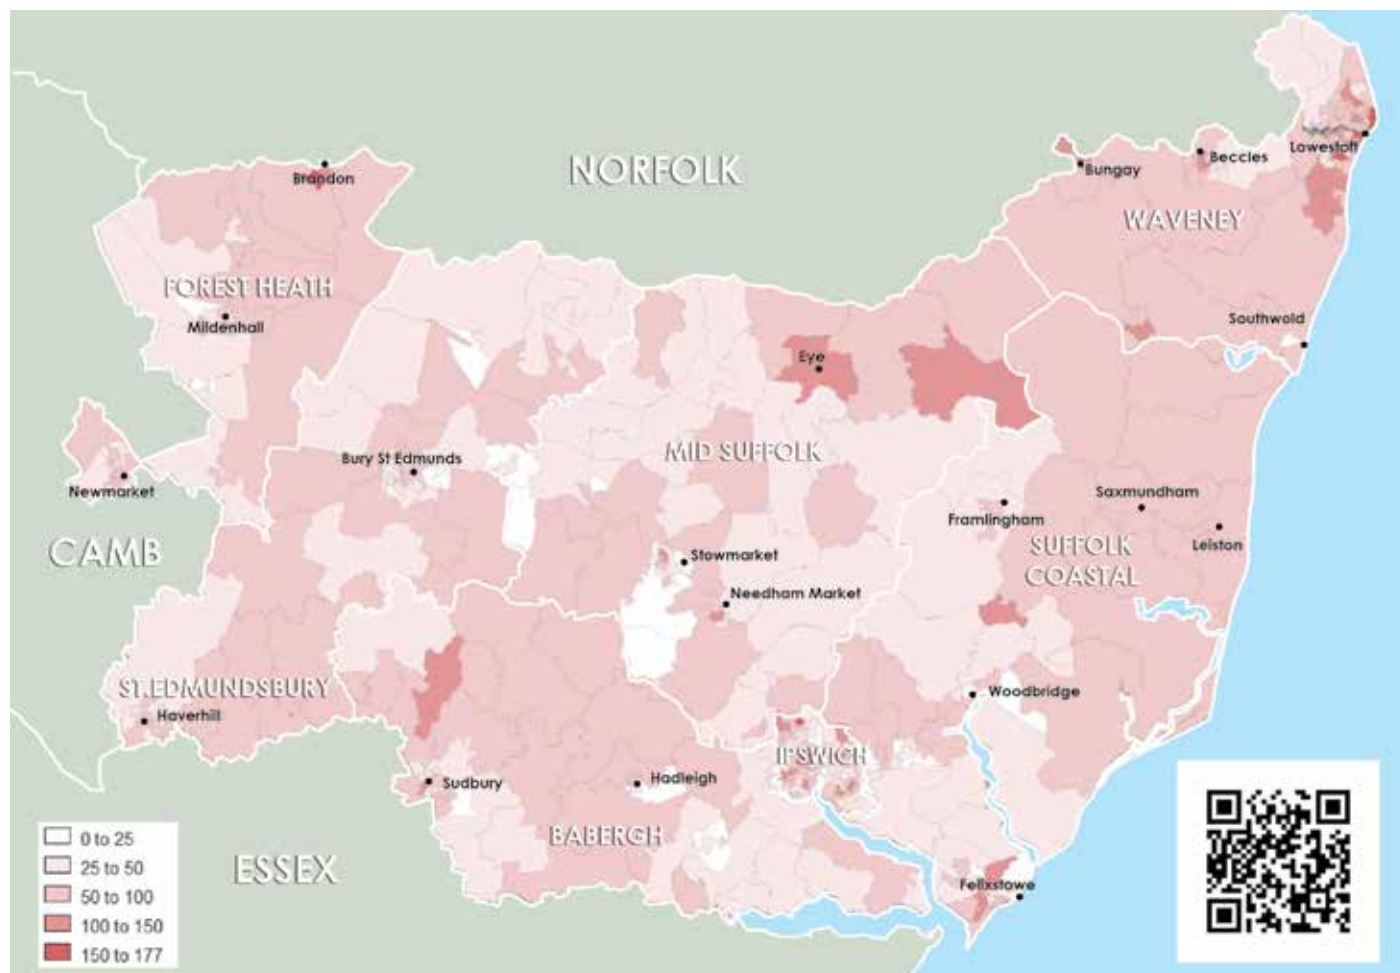 NORFOLK
Brandon
Bungay
Beccles
Lowestoft
WAVENEY
FOREST HEATH
Mildenhall
Southwold
Eye
MID SUFFOLK
Bury St Edmunds
Newmarket
Saxmundham
Framlingham
CAMB
SUFFOLK
COASTAL
Leiston
Stowmarket
Needham Market
ST.EDMUNDSBURY
Haverhill
Woodbridge
IPSWICH
Sudbury
Hadleigh
BABERGH
ESSEX
Felixstowe
0 to 25
25 to 50
50 to 100
100 to 150
150 to 177